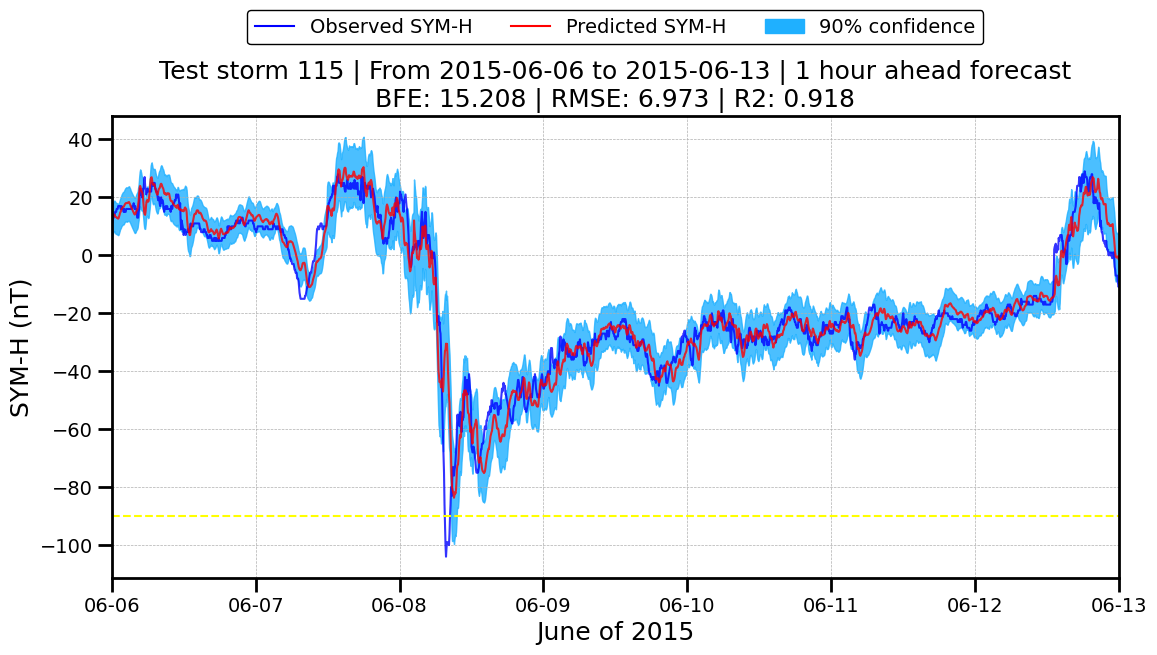 Observed SYM-H Predicted SYM-H 90% confidence
Test storm 115 | From 2015-06-06 to 2015-06-13 | 1 hour ahead forecast
BFE: 15.208 | RMSE: 6.973 | R2: 0.918
SYM-H (nT)
40
20
0
−20
−40
−60
−80
−100
06-06 06-07 06-08 06-09 06-10 06-11 06-12 06-13
June of 2015